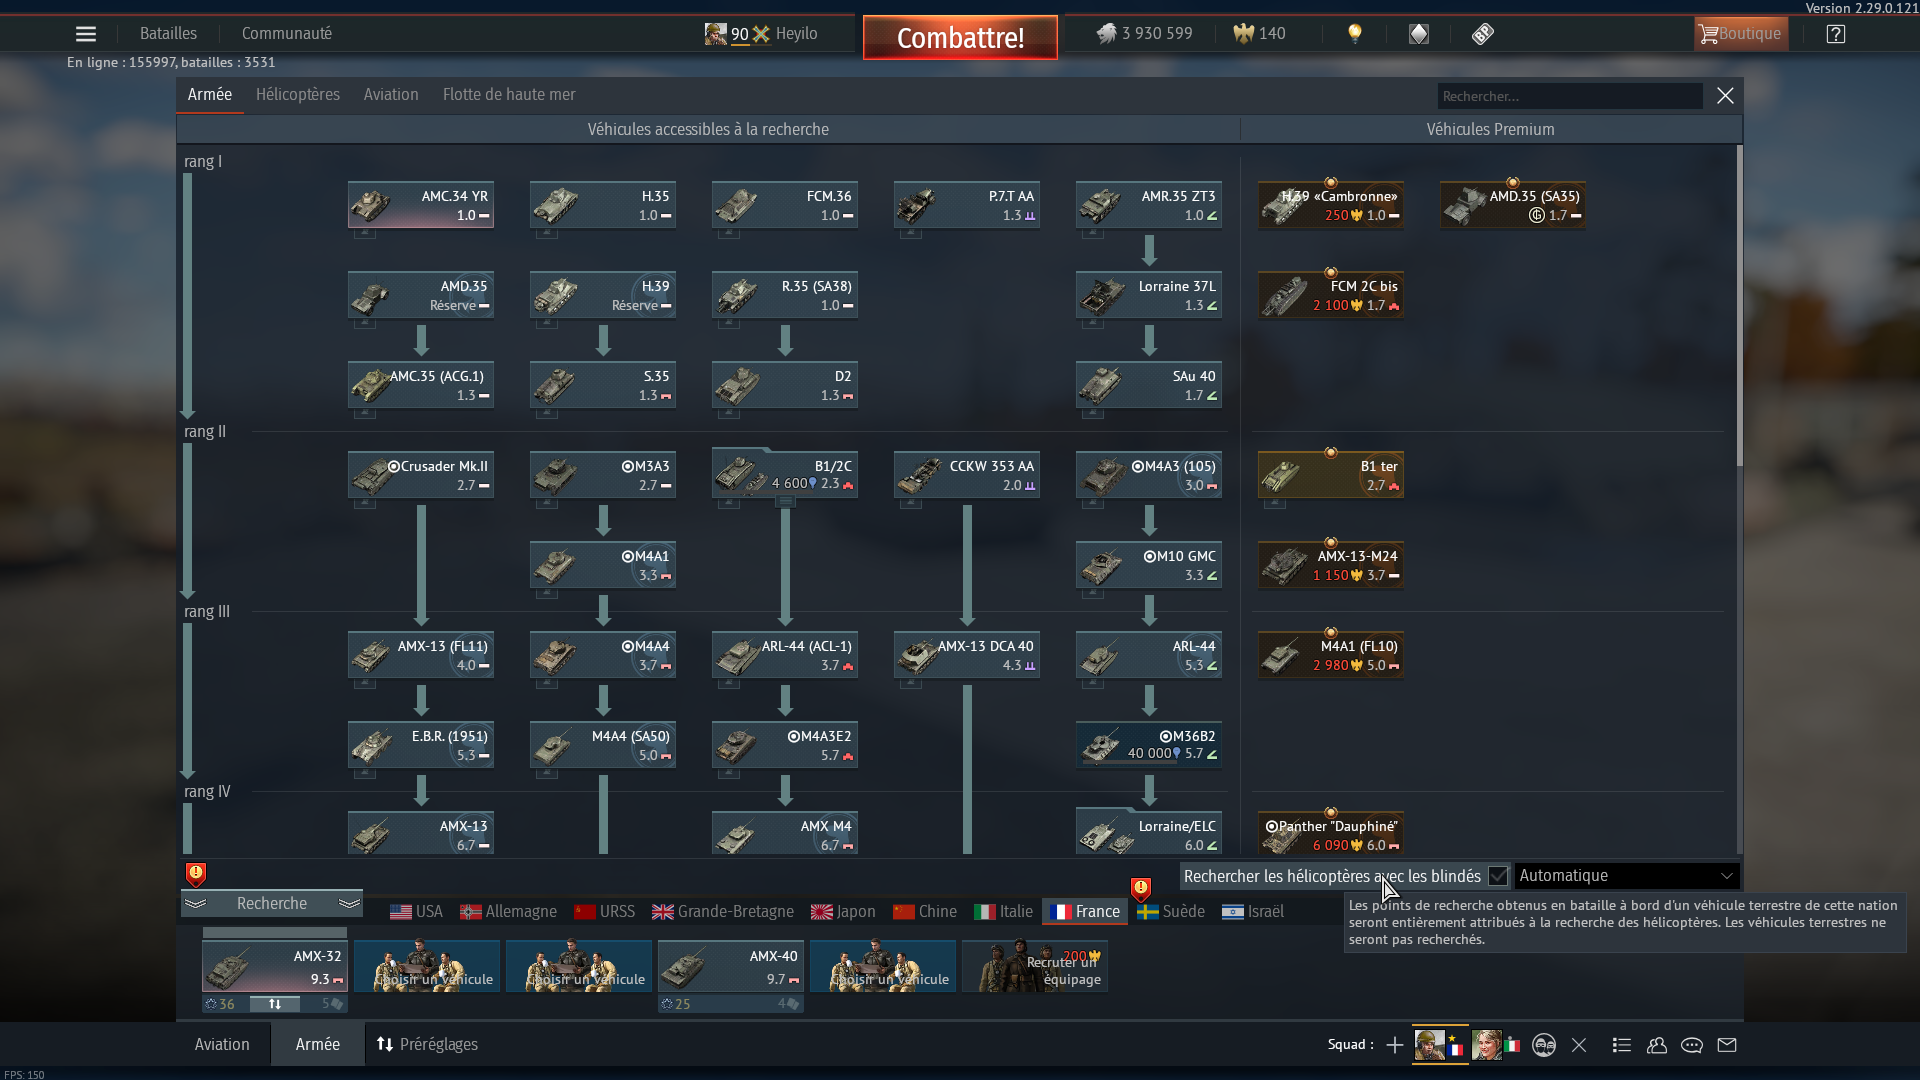 Version 2.29.0.121
Batailles
Communauté
90
Heyilo
Combattre!
3 930 599
140
Boutique
En ligne : 155997, batailles : 3531
Armée
Hélicoptères
Aviation
Flotte de haute mer
Rechercher...
Véhicules accessibles à la recherche
Véhicules Premium
rang I
AMC.34 YR
1.0
H.35
1.0
FCM.36
1.0
P.7.T AA
1.3
AMR.35 ZT3
1.0
H.39 «Cambronne»
250 1.0
AMD.35 (SA35)
1.7
AMD.35
Réserve
H.39
Réserve
R.35 (SA38)
1.0
Lorraine 37L
1.3
FCM 2C bis
2 100 1.7
AMC.35 (ACG.1)
1.3
S.35
1.3
D2
1.3
SAu 40
1.7
rang II
Crusader Mk.II
2.7
M3A3
2.7
B1/2C
4 600 2.3
CCKW 353 AA
2.0
M4A3 (105)
3.0
B1 ter
2.7
M4A1
3.3
M10 GMC
3.3
AMX-13-M24
1 150 3.7
rang III
AMX-13 (FL11)
4.0
M4A4
3.7
ARL-44 (ACL-1)
3.7
AMX-13 DCA 40
4.3
ARL-44
5.3
M4A1 (FL10)
2 980 5.0
E.B.R. (1951)
5.3
M4A4 (SA50)
5.0
M4A3E2
5.7
M36B2
40 000 5.7
rang IV
AMX-13
6.7
AMX M4
6.7
Lorraine/ELC
6.0
Panther "Dauphiné"
6 090 6.0
Rechercher les hélicoptères avec les blindés
Automatique
Recherche
USA
Allemagne
URSS
Grande-Bretagne
Japon
Chine
Italie
France
Suède
Israël
Les points de recherche obtenus en bataille à bord d'un véhicule terrestre de cette nation
seront entièrement attribués à la recherche des hélicoptères. Les véhicules terrestres ne
seront pas recherchés.
AMX-32
9.3
36
5
Choisir un véhicule
Choisir un véhicule
AMX-40
9.7
25
4
Choisir un véhicule
200
Recruter un
équipage
Aviation
Armée
Préréglages
Squad :
FPS: 150